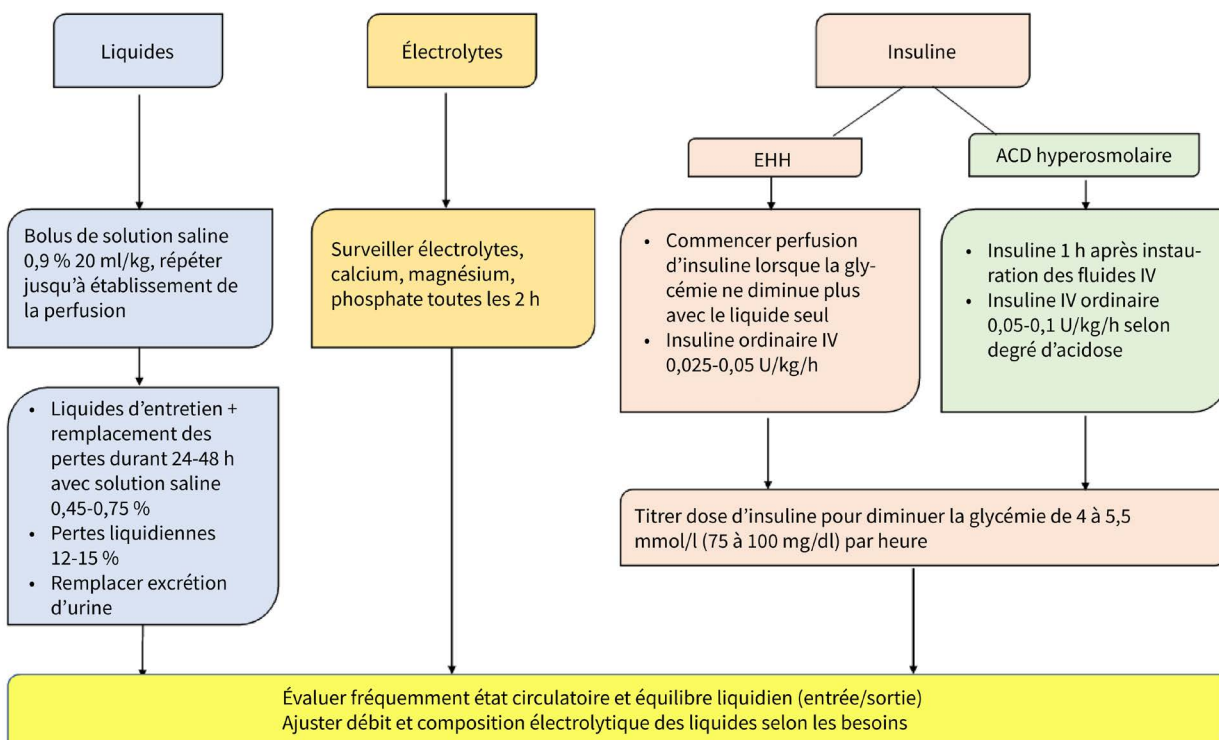 Liquides
Bolus de solution saline
0,9 % 20 ml/kg, répéter
jusqu’à établissement de
la perfusion
• Liquides d’entretien +
remplacement des
pertes durant 24-48 h
avec solution saline
0,45-0,75 %
• Pertes liquidiennes
12-15 %
• Remplacer excrétion
d’urine
Électrolytes
Surveiller électrolytes,
calcium, magnésium,
phosphate toutes les 2 h
Insuline
EHH
• Commencer perfusion
d’insuline lorsque la gly-
cémie ne diminue plus
avec le liquide seul
• Insuline ordinaire IV
0,025-0,05 U/kg/h
ACD hyperosmolaire
• Insuline 1 h après instau-
ration des fluides IV
• Insuline IV ordinaire
0,05-0,1 U/kg/h selon
degré d’acidose
Titrer dose d’insuline pour diminuer la glycémie de 4 à 5,5
mmol/l (75 à 100 mg/dl) par heure
Évaluer fréquemment état circulatoire et équilibre liquidien (entrée/sortie)
Ajuster débit et composition électrolytique des liquides selon les besoins